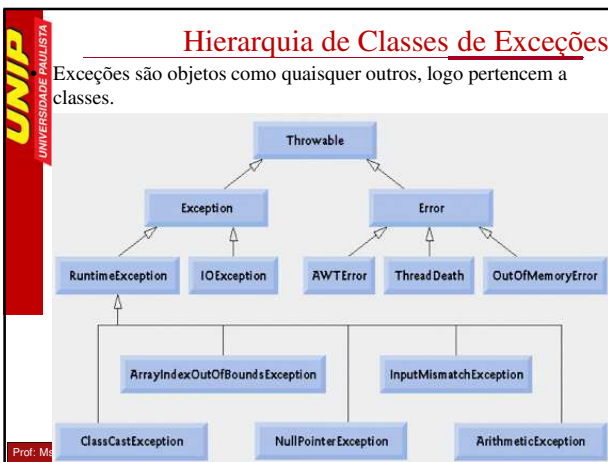 UNIP
UNIVERSIDADE PAULISTA
Hierarquia de Classes de Exceções
Exceções são objetos como quaisquer outros, logo pertencem a
classes.
Throwable
Exception
Error
RuntimeException
IOException
AWTError
ThreadDeath
OutOfMemoryError
ArrayIndexOutOfBoundsException
InputMismatchException
ClassCastException
NullPointerException
ArithmeticException
Prof: Ms